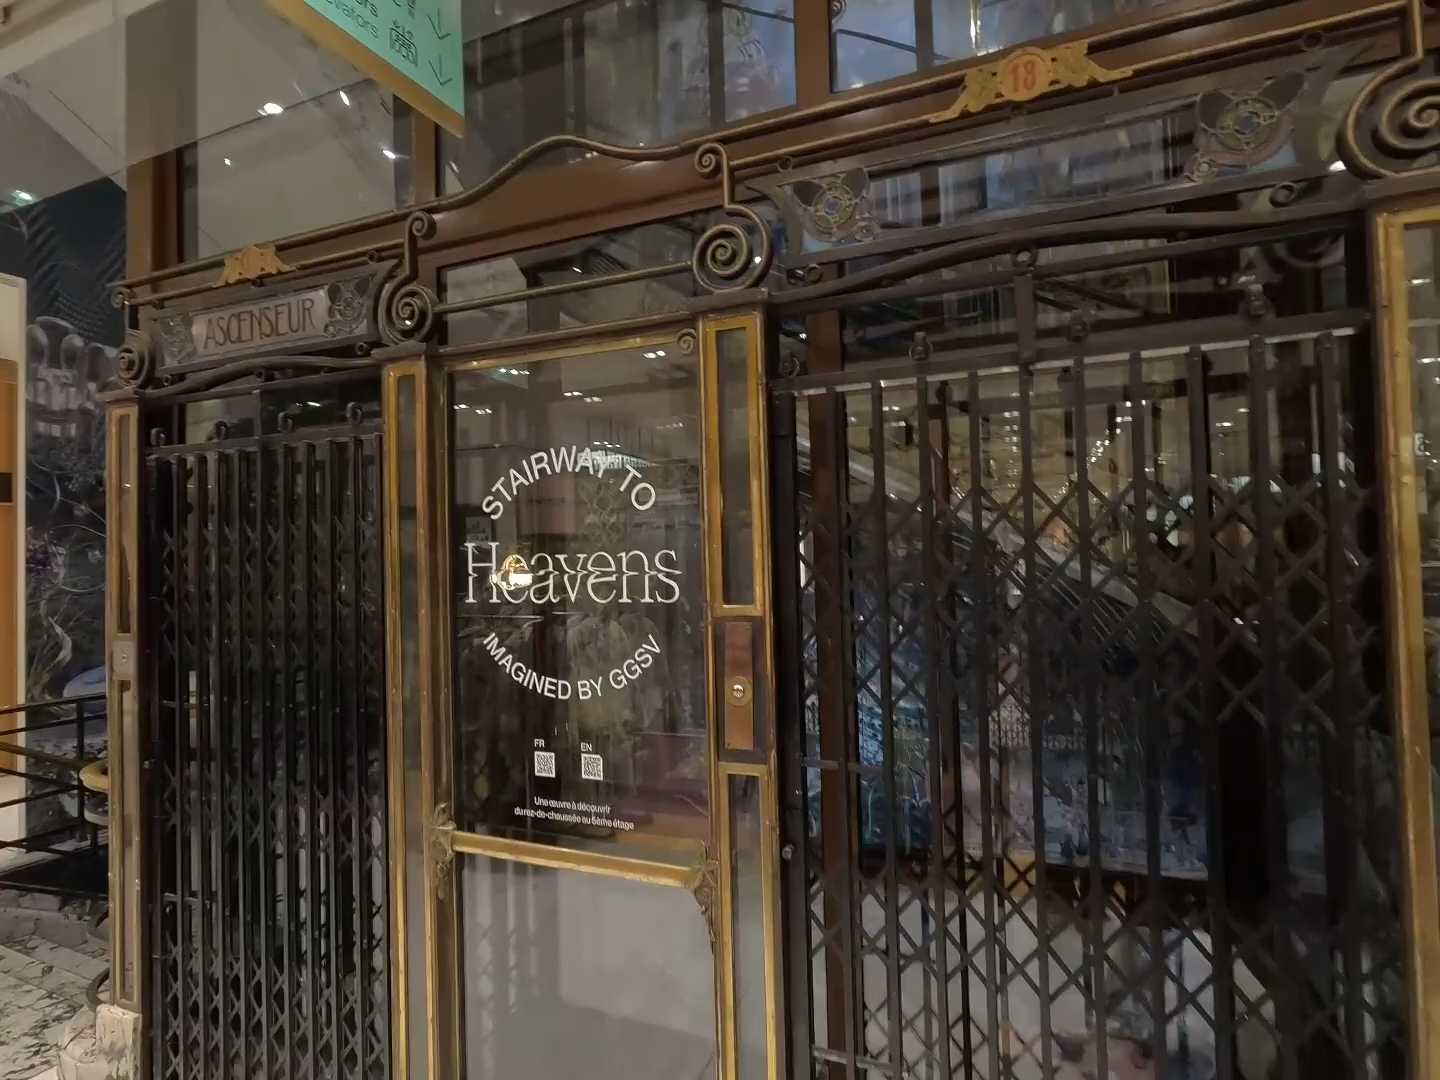 evators
18
ASCENSEUR
STAIRWAY TO
Heavens
IMAGINED BY GGSV
FR EN
Une œuvre à découvrir
du rez-de-chaussée au 6ème étage